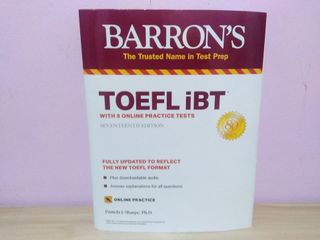 BARRON'S
The Trusted Name in Test Prep
TOEFL iBT
WITH 8 ONLINE PRACTICE TESTS
SEVENTEENTH EDITION
80
FULLY UPDATED TO REFLECT
THE NEW TOEFL FORMAT
Plus downloadable audio
Answer explanations for all questions
ONLINE PRACTICE
Pamela J. Sharpe, Ph.D.